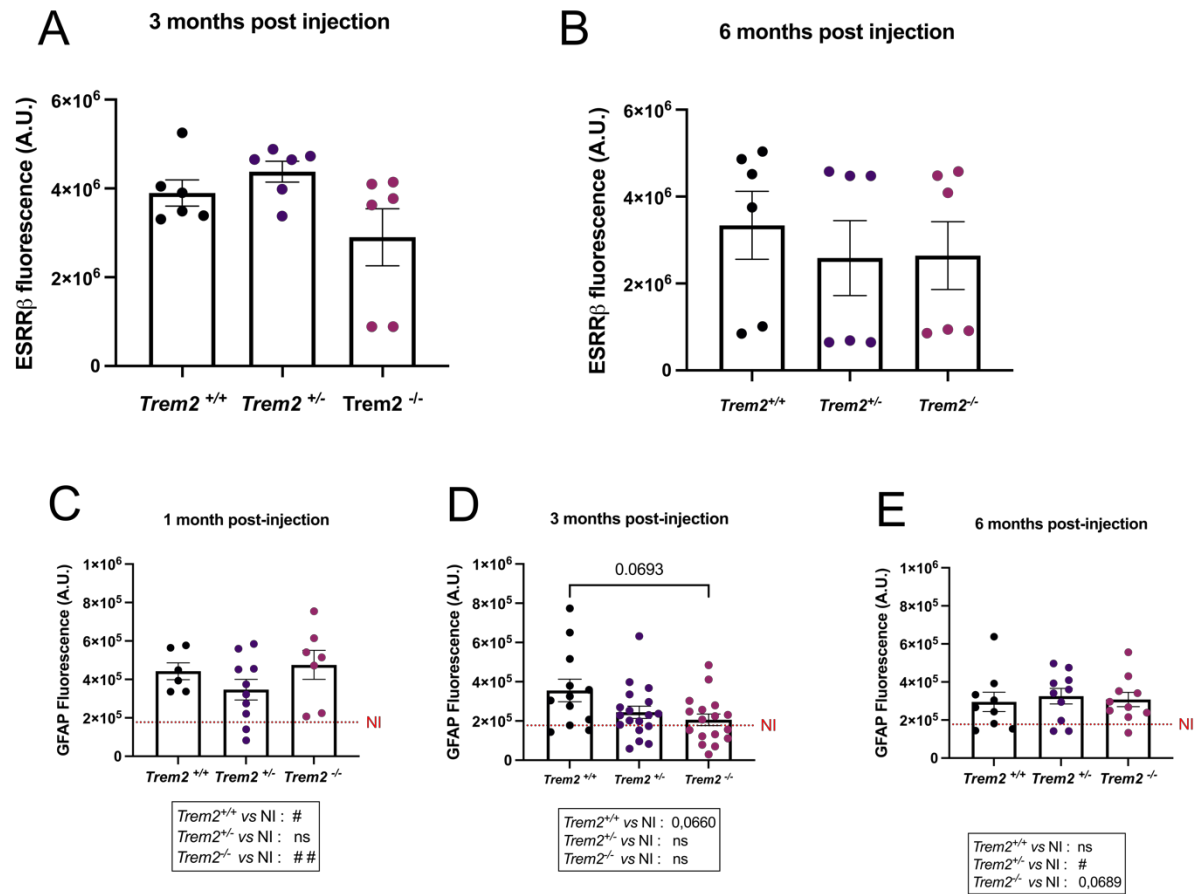 A
3 months post injection
ESRRβ fluorescence (A.U.)
6×10⁶
4×10⁶
2×10⁶
0
Trem2 +/+
Trem2 +/-
Trem2 -/-
B
6 months post injection
ESRRβ fluorescence (A.U.)
6×10⁶
4×10⁶
2×10⁶
0
Trem2+/+
Trem2+/-
Trem2-/-
C
1 month post-injection
GFAP Fluorescence (A.U.)
1×10⁶
8×10⁵
6×10⁵
4×10⁵
2×10⁵
0
NI
Trem2 +/+
Trem2 +/-
Trem2 -/-
Trem2+/+ vs NI : #
Trem2+/- vs NI : ns
Trem2-/- vs NI : # #
D
3 months post-injection
GFAP Fluorescence (A.U.)
1×10⁶
8×10⁵
6×10⁵
4×10⁵
2×10⁵
0
0.0693
NI
Trem2 +/+
Trem2 +/-
Trem2 -/-
Trem2+/+ vs NI : 0,0660
Trem2+/- vs NI : ns
Trem2-/- vs NI : ns
E
6 months post-injection
GFAP Fluorescence (A.U.)
1×10⁶
8×10⁵
6×10⁵
4×10⁵
2×10⁵
0
NI
Trem2 +/+
Trem2 +/-
Trem2 -/-
Trem2+/+ vs NI : ns
Trem2+/- vs NI : #
Trem2-/- vs NI : 0,0689